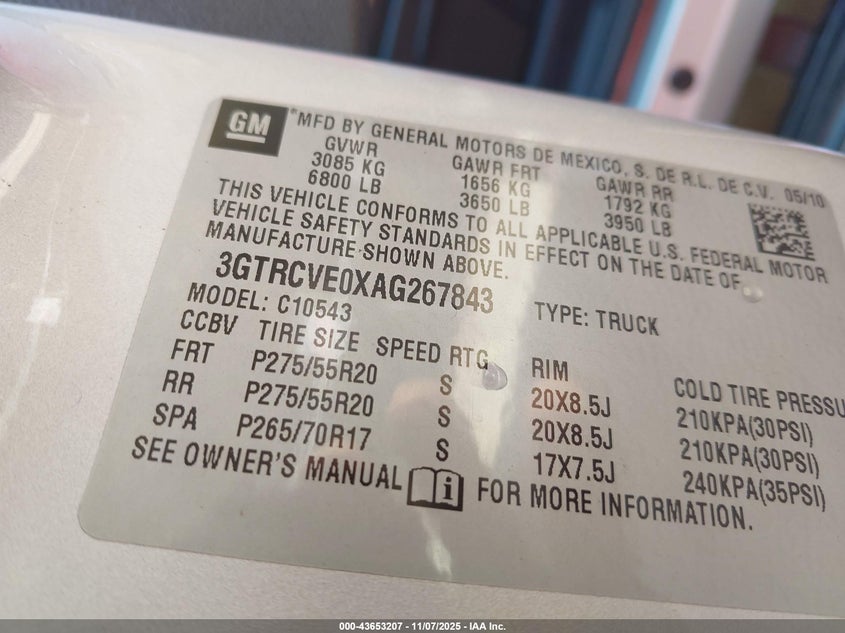 GM
*MFD BY GENERAL MOTORS DE MEXICO, S. DE R.L. DE C.V. 05/10
GVWR GAWR FRT GAWR RR
3085 KG 1656 KG 1792 KG
6800 LB 3650 LB 3950 LB
THIS VEHICLE CONFORMS TO ALL APPLICABLE U.S. FEDERAL MOTOR
VEHICLE SAFETY STANDARDS IN EFFECT ON THE DATE OF
MANUFACTURE SHOWN ABOVE.
3GTRCVE0XAG267843 TYPE: TRUCK
MODEL: C10543
CCBV TIRE SIZE SPEED RTG RIM COLD TIRE PRESSU
FRT P275/55R20 S 20X8.5J 210KPA(30PSI)
RR P275/55R20 S 20X8.5J 210KPA(30PSI)
SPA P265/70R17 S 17X7.5J 240KPA(35PSI)
SEE OWNER'S MANUAL i FOR MORE INFORMATION.
000-43653207 - 11/07/2025 - IAA Inc.